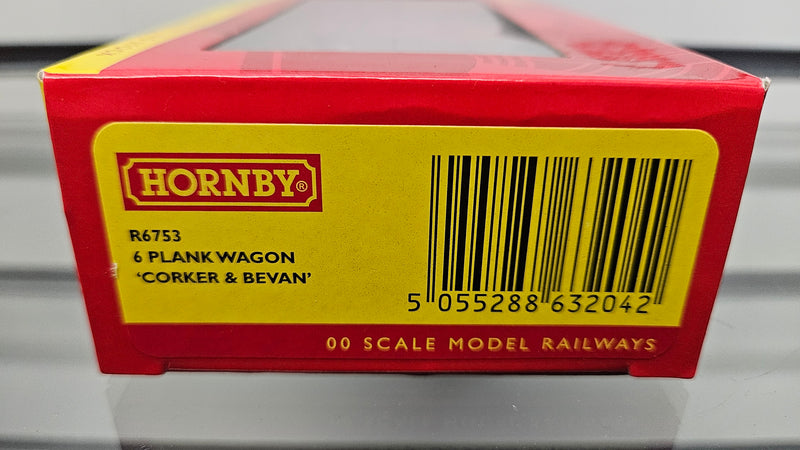 HORNBY®
R6753
6 PLANK WAGON
‘CORKER & BEVAN’
5 055288 632042
00 SCALE MODEL RAILWAYS